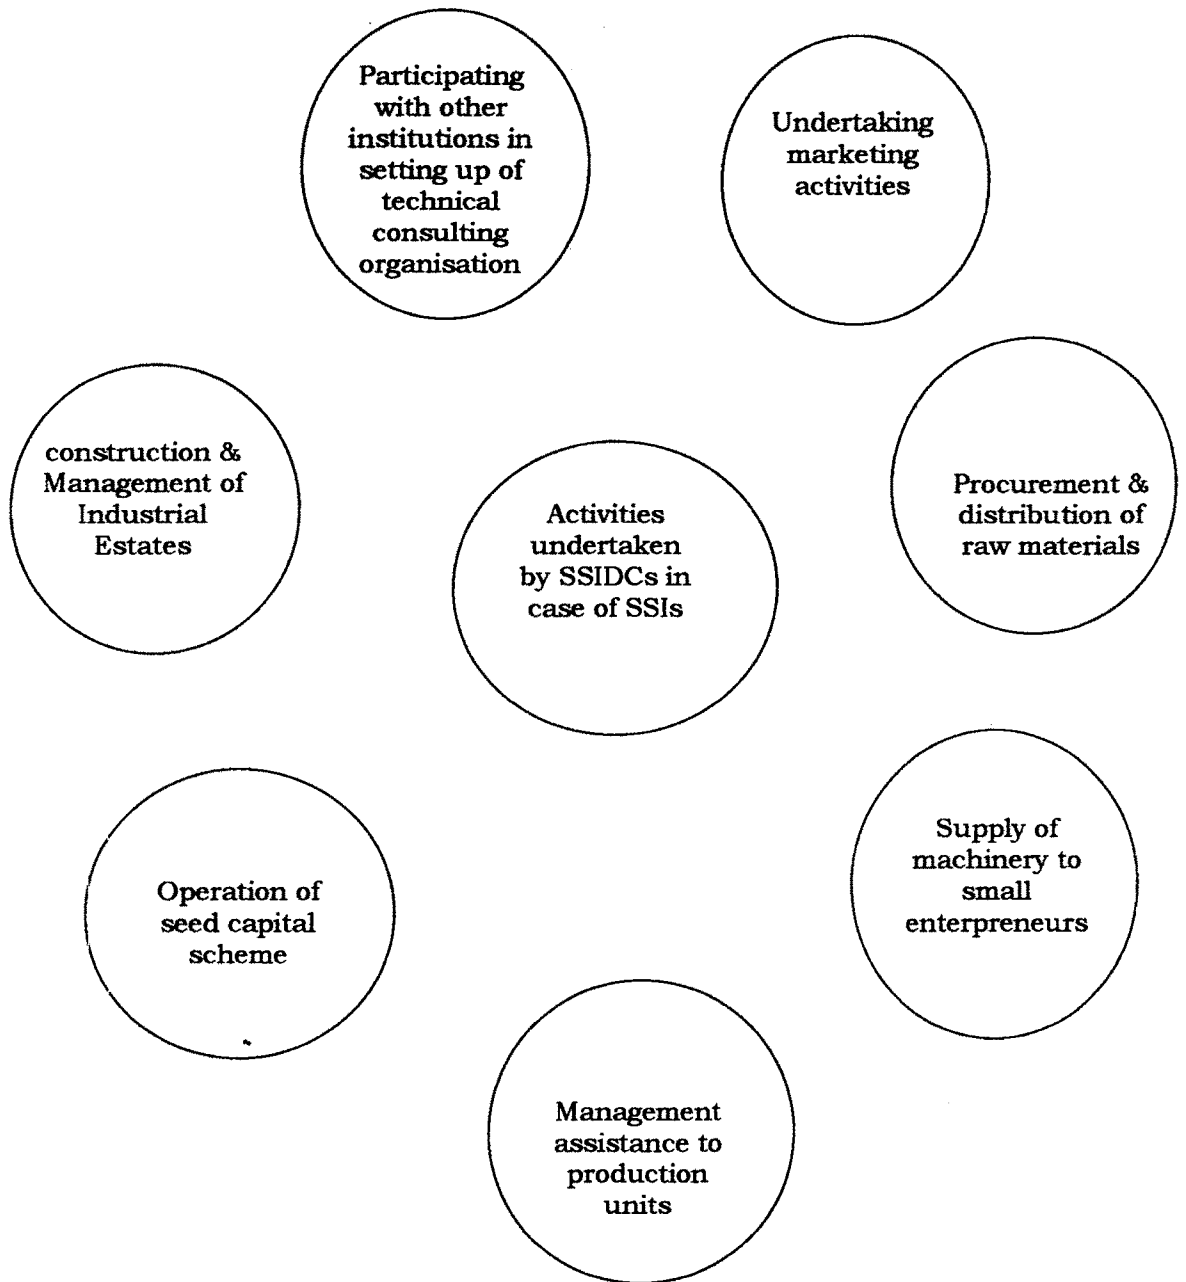 Participating
with other
institutions in
setting up of
technical
consulting
organisation
Undertaking
marketing
activities
construction &
Management of
Industrial
Estates
Activities
undertaken
by SSIDCs in
case of SSIs
Procurement &
distribution of
raw materials
Operation of
seed capital
scheme
Supply of
machinery to
small
enterpreneurs
Management
assistance to
production
units